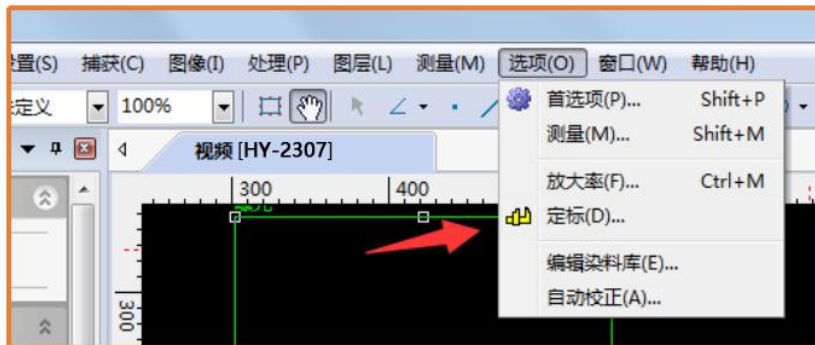 置(S) 捕获(C) 图像(I) 处理(P) 图层(L) 测量(M) 选项(O) 窗口(W) 帮助(H)
定义 100%
首选项(P)... Shift+P
测量(M)... Shift+M
视频 [HY-2307]
放大率(F)... Ctrl+M
300 400
定标(D)...
曝光
编辑染料库(E)...
自动校正(A)...
300